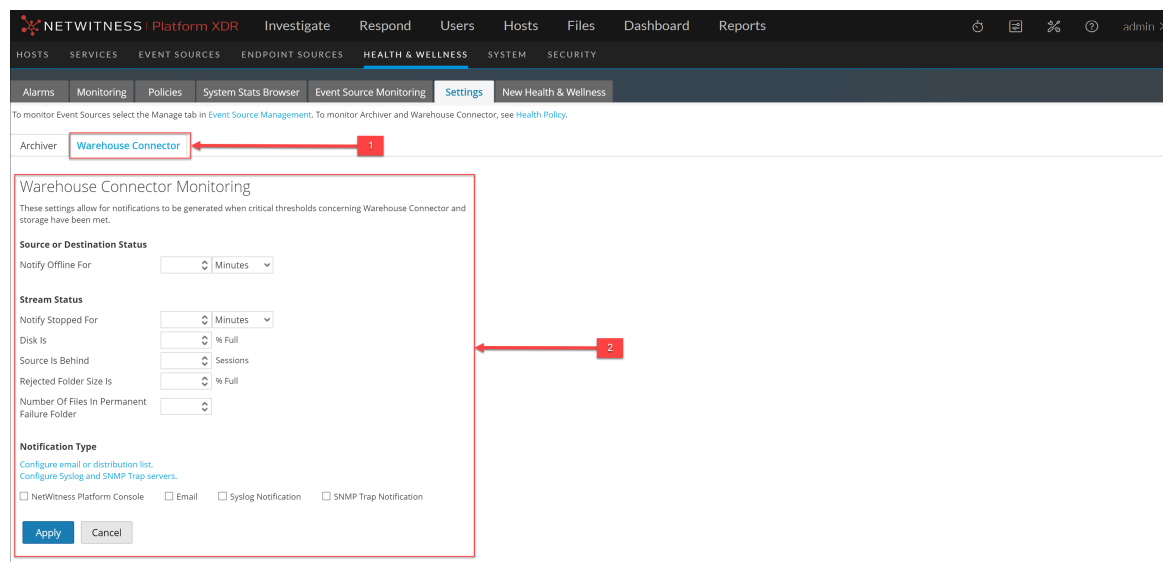 NETWITNESS | Platform XDR Investigate Respond Users Hosts Files Dashboard Reports admin
HOSTS SERVICES EVENT SOURCES ENDPOINT SOURCES HEALTH & WELLNESS SYSTEM SECURITY
Alarms Monitoring Policies System Stats Browser Event Source Monitoring Settings New Health & Wellness
To monitor Event Sources select the Manage tab in Event Source Management. To monitor Archiver and Warehouse Connector, see Health Policy.
Archiver Warehouse Connector 1
Warehouse Connector Monitoring
These settings allow for notifications to be generated when critical thresholds concerning Warehouse Connector and
storage have been met.
Source or Destination Status
Notify Offline For Minutes
Stream Status
Notify Stopped For Minutes
Disk Is % Full
2
Source Is Behind Sessions
Rejected Folder Size Is % Full
Number Of Files In Permanent
Failure Folder
Notification Type
Configure email or distribution list.
Configure Syslog and SNMP Trap servers.
NetWitness Platform Console Email Syslog Notification SNMP Trap Notification
Apply Cancel